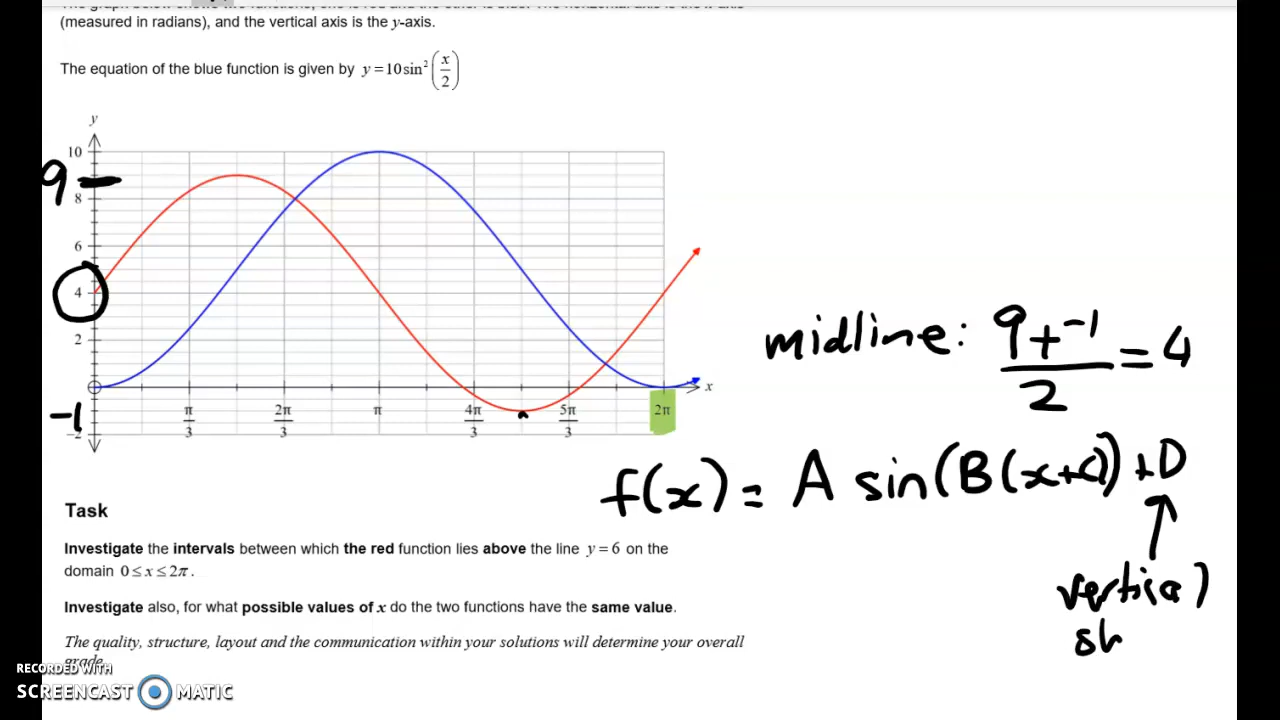 (measured in radians), and the vertical axis is the y-axis.
The equation of the blue function is given by y = 10 sin² (x/2)
y
10
9
8
6
4
2
-1
-2
π/3
2π/3
π
4π/3
5π/3
2π
x
midline: 9+-1/2 = 4
f(x) = A sin(B(x+C))+D
vertical
sh
Task
Investigate the intervals between which the red function lies above the line y = 6 on the
domain 0 ≤ x ≤ 2π.
Investigate also, for what possible values of x do the two functions have the same value.
The quality, structure, layout and the communication within your solutions will determine your overall
grade
RECORDED WITH
SCREENCAST MATIC